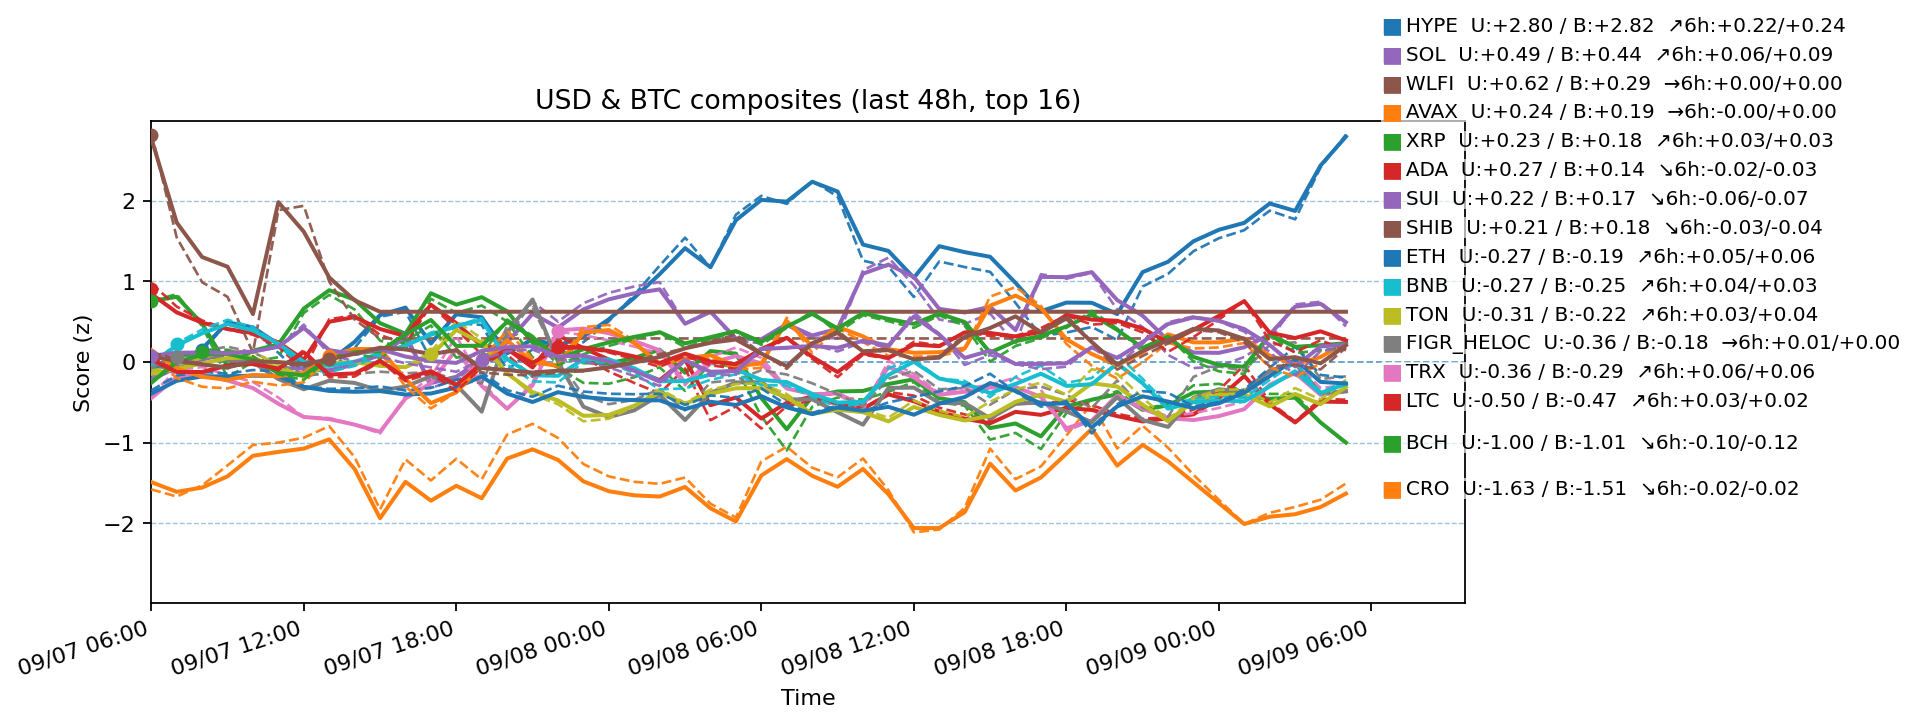 HYPE U:+2.80 / B:+2.82 ↗6h:+0.22/+0.24
SOL U:+0.49 / B:+0.44 ↗6h:+0.06/+0.09
WLFI U:+0.62 / B:+0.29 →6h:+0.00/+0.00
AVAX U:+0.24 / B:+0.19 →6h:-0.00/+0.00
XRP U:+0.23 / B:+0.18 ↗6h:+0.03/+0.03
ADA U:+0.27 / B:+0.14 ↘6h:-0.02/-0.03
SUI U:+0.22 / B:+0.17 ↘6h:-0.06/-0.07
SHIB U:+0.21 / B:+0.18 ↘6h:-0.03/-0.04
ETH U:-0.27 / B:-0.19 ↗6h:+0.05/+0.06
BNB U:-0.27 / B:-0.25 ↗6h:+0.04/+0.03
TON U:-0.31 / B:-0.22 ↗6h:+0.03/+0.04
FIGR_HELOC U:-0.36 / B:-0.18 →6h:+0.01/+0.00
TRX U:-0.36 / B:-0.29 ↗6h:+0.06/+0.06
LTC U:-0.50 / B:-0.47 ↗6h:+0.03/+0.02
BCH U:-1.00 / B:-1.01 ↘6h:-0.10/-0.12
CRO U:-1.63 / B:-1.51 ↘6h:-0.02/-0.02
USD & BTC composites (last 48h, top 16)
Score (z)
2
1
0
−1
−2
09/07 06:00
09/07 12:00
09/07 18:00
09/08 00:00
09/08 06:00
09/08 12:00
09/08 18:00
09/09 00:00
09/09 06:00
Time